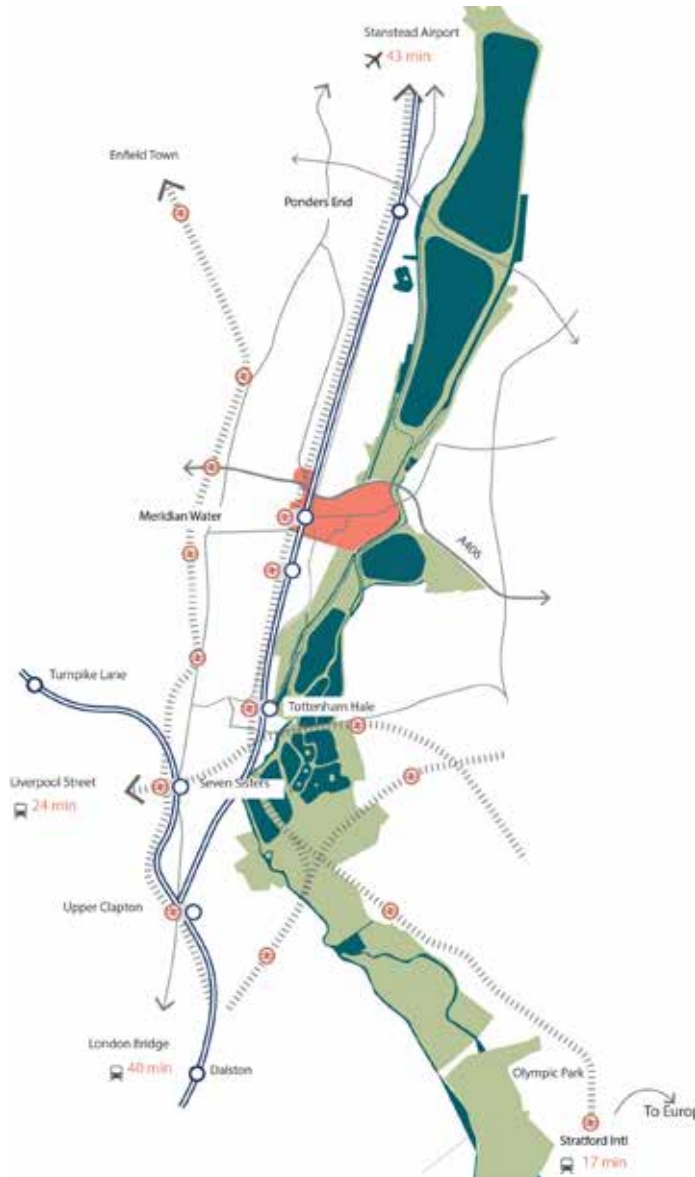 Stanstead Airport
43 min
Enfield Town
Ponders End
Meridian Water
A406
Turnpike Lane
Tottenham Hale
Liverpool Street
24 min
Seven Sisters
Upper Clapton
London Bridge
40 min
Dalston
Olympic Park
To Europ
Stratford Intl
17 min